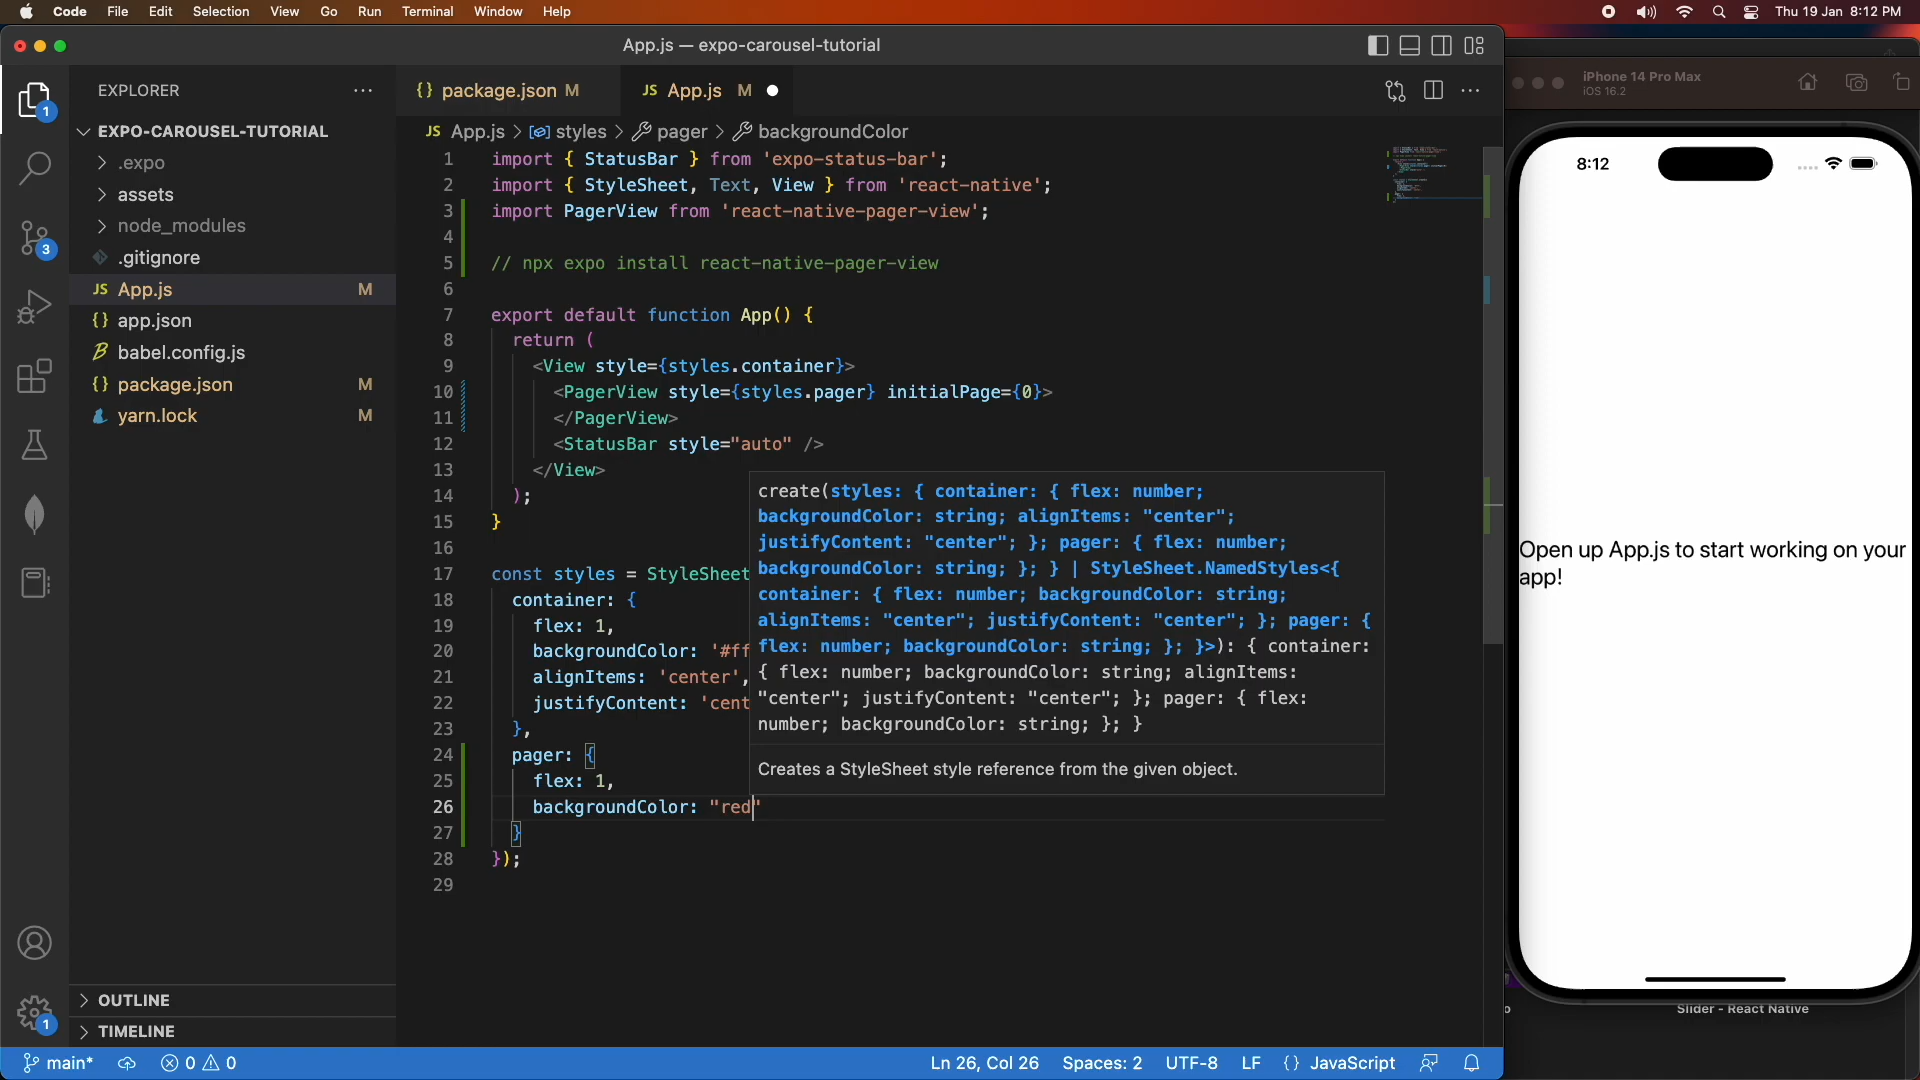 Code File Edit Selection View Go Run Terminal Window Help
Thu 19 Jan 8:12 PM
App.js — expo-carousel-tutorial
EXPLORER
EXPO-CAROUSEL-TUTORIAL
.expo
assets
node_modules
.gitignore
JS App.js M
{} app.json
babel.config.js
{} package.json M
yarn.lock M
OUTLINE
TIMELINE
1
3
1
{} package.json M
JS App.js M
JS App.js > styles > pager > backgroundColor
1 import { StatusBar } from 'expo-status-bar';
2 import { StyleSheet, Text, View } from 'react-native';
3 import PagerView from 'react-native-pager-view';
4
5 // npx expo install react-native-pager-view
6
7 export default function App() {
8 return (
9 <View style={styles.container}>
10 <PagerView style={styles.pager} initialPage={0}>
11 </PagerView>
12 <StatusBar style="auto" />
13 </View>
14 );
15 }
16
17 const styles = StyleSheet
18 container: {
19 flex: 1,
20 backgroundColor: '#ff
21 alignItems: 'center',
22 justifyContent: 'cent
23 },
24 pager: {
25 flex: 1,
26 backgroundColor: "red"
27 }
28 });
29
create(styles: { container: { flex: number;
backgroundColor: string; alignItems: "center";
justifyContent: "center"; }; pager: { flex: number;
backgroundColor: string; }; } | StyleSheet.NamedStyles<{
container: { flex: number; backgroundColor: string;
alignItems: "center"; justifyContent: "center"; }; pager: {
flex: number; backgroundColor: string; }; }>): { container:
{ flex: number; backgroundColor: string; alignItems:
"center"; justifyContent: "center"; }; pager: { flex:
number; backgroundColor: string; }; }
Creates a StyleSheet style reference from the given object.
main* 0 0
Ln 26, Col 26 Spaces: 2 UTF-8 LF {} JavaScript
iPhone 14 Pro Max
iOS 16.2
8:12
Open up App.js to start working on your
app!
Slider - React Native